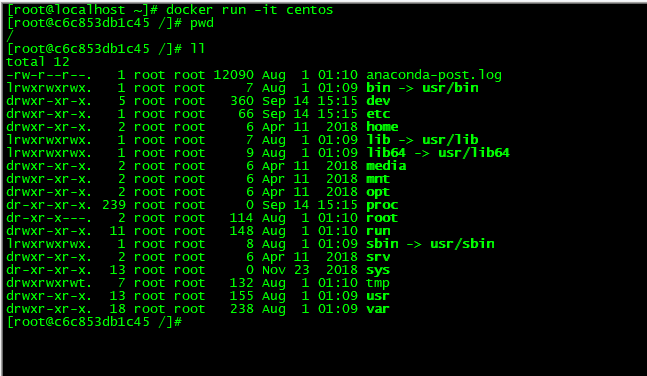 [root@localhost ~]# docker run -it centos
[root@c6c853db1c45 /]# pwd
/
[root@c6c853db1c45 /]# ll
total 12
-rw-r--r--.   1 root root 12090 Aug  1 01:10 anaconda-post.log
lrwxrwxrwx.   1 root root     7 Aug  1 01:09 bin -> usr/bin
drwxr-xr-x.   5 root root   360 Sep 14 15:15 dev
drwxr-xr-x.   1 root root    66 Sep 14 15:15 etc
drwxr-xr-x.   2 root root     6 Apr 11  2018 home
lrwxrwxrwx.   1 root root     7 Aug  1 01:09 lib -> usr/lib
lrwxrwxrwx.   1 root root     9 Aug  1 01:09 lib64 -> usr/lib64
drwxr-xr-x.   2 root root     6 Apr 11  2018 media
drwxr-xr-x.   2 root root     6 Apr 11  2018 mnt
drwxr-xr-x.   2 root root     6 Apr 11  2018 opt
dr-xr-xr-x. 239 root root     0 Sep 14 15:15 proc
dr-xr-x---.   2 root root   114 Aug  1 01:10 root
drwxr-xr-x.  11 root root   148 Aug  1 01:10 run
lrwxrwxrwx.   1 root root     8 Aug  1 01:09 sbin -> usr/sbin
drwxr-xr-x.   2 root root     6 Apr 11  2018 srv
dr-xr-xr-x.  13 root root     0 Nov 23  2018 sys
drwxrwxrwt.   7 root root   132 Aug  1 01:10 tmp
drwxr-xr-x.  13 root root   155 Aug  1 01:09 usr
drwxr-xr-x.  18 root root   238 Aug  1 01:09 var
[root@c6c853db1c45 /]#